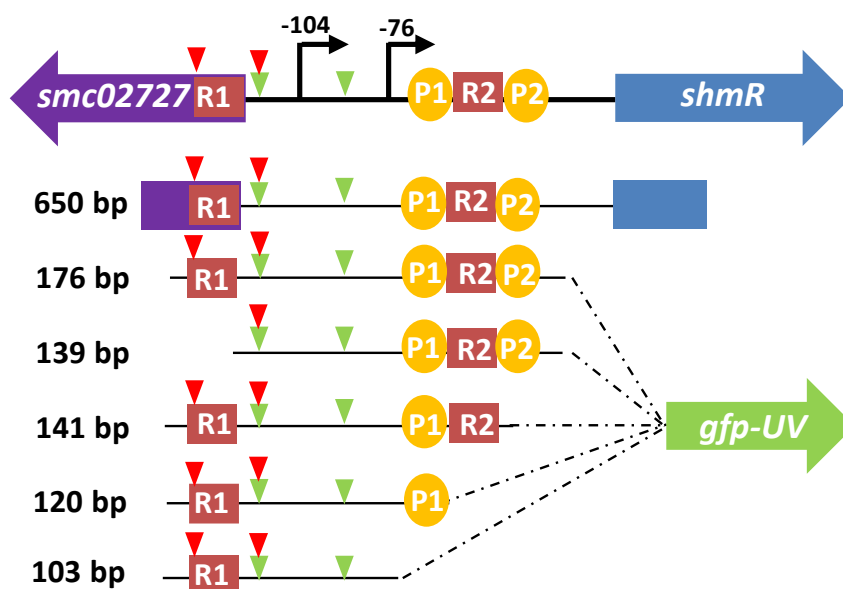 -104 -76
smc02727 R1 P1 R2 P2 shmR
650 bp R1 P1 R2 P2
176 bp R1 P1 R2 P2
139 bp P1 R2 P2
141 bp R1 P1 R2 gfp-UV
120 bp R1 P1
103 bp R1